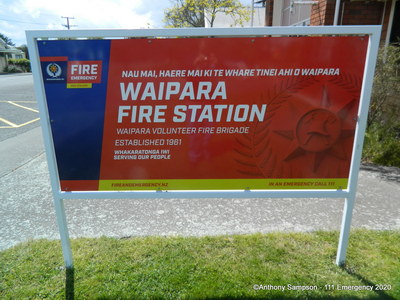 FIRE
EMERGENCY
NAU MAI, HAERE MAI KI TE WHARE TINEI AHI O WAIPARA
WAIPARA
FIRE STATION
WAIPARA VOLUNTEER FIRE BRIGADE
ESTABLISHED 1961
WHAKARATONGA IWI
SERVING OUR PEOPLE
FIREANDEMERGENCY.NZ
IN AN EMERGENCY CALL 111
©Anthony Sampson - 111 Emergency 2020